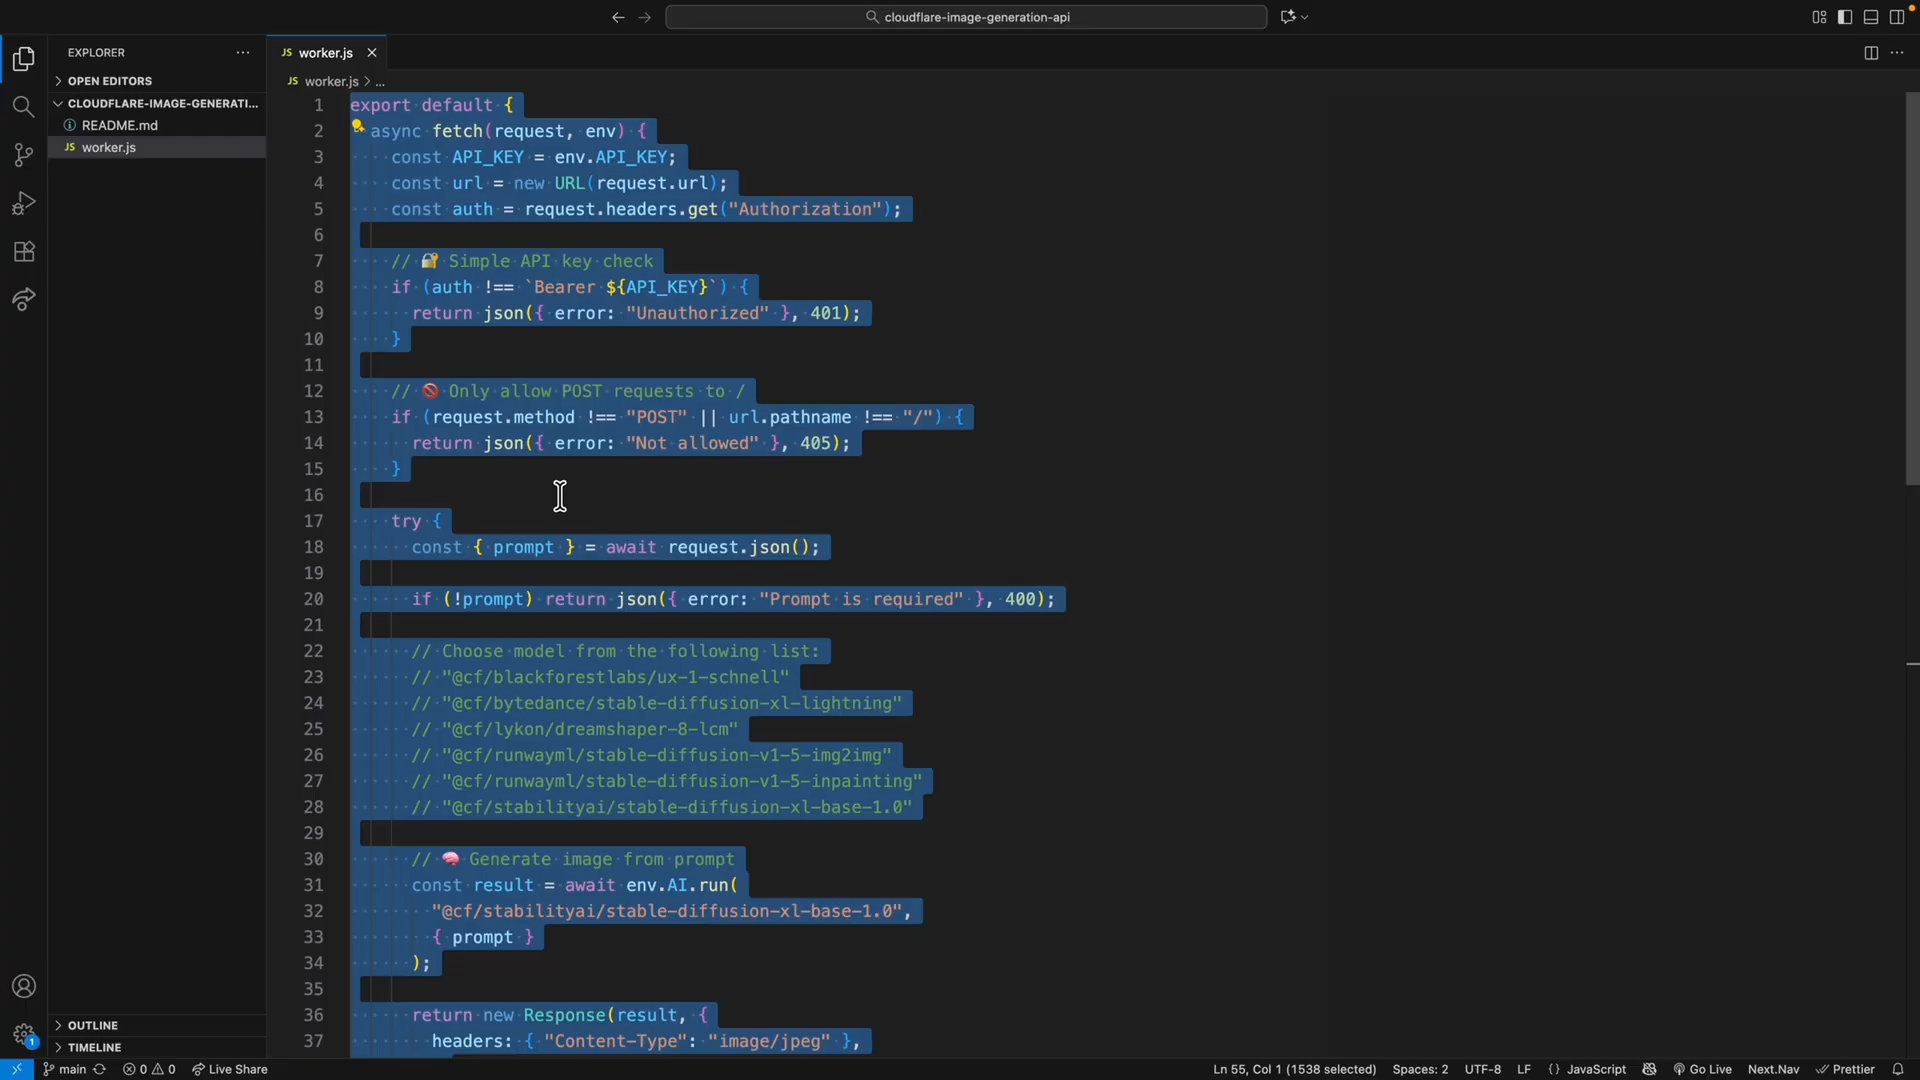 cloudflare-image-generation-api
EXPLORER
OPEN EDITORS
CLOUDFLARE-IMAGE-GENERATI...
README.md
JS worker.js
OUTLINE
TIMELINE
JS worker.js
JS worker.js > ...
1 export default {
2 async fetch(request, env) {
3 const API_KEY = env.API_KEY;
4 const url = new URL(request.url);
5 const auth = request.headers.get("Authorization");
6
7 // 🔐 Simple API key check
8 if (auth !== `Bearer ${API_KEY}`) {
9 return json({ error: "Unauthorized" }, 401);
10 }
11
12 // 🚫 Only allow POST requests to /
13 if (request.method !== "POST" || url.pathname !== "/") {
14 return json({ error: "Not allowed" }, 405);
15 }
16
17 try {
18 const { prompt } = await request.json();
19
20 if (!prompt) return json({ error: "Prompt is required" }, 400);
21
22 // Choose model from the following list:
23 // "@cf/blackforestlabs/ux-1-schnell"
24 // "@cf/bytedance/stable-diffusion-xl-lightning"
25 // "@cf/lykon/dreamshaper-8-lcm"
26 // "@cf/runwayml/stable-diffusion-v1-5-img2img"
27 // "@cf/runwayml/stable-diffusion-v1-5-inpainting"
28 // "@cf/stabilityai/stable-diffusion-xl-base-1.0"
29
30 // 🧠 Generate image from prompt
31 const result = await env.AI.run(
32 "@cf/stabilityai/stable-diffusion-xl-base-1.0",
33 { prompt }
34 );
35
36 return new Response(result, {
37 headers: { "Content-Type": "image/jpeg" },
1
main 0 0 Live Share Ln 55, Col 1 (1538 selected) Spaces: 2 UTF-8 LF {} JavaScript Go Live Next.Nav Prettier